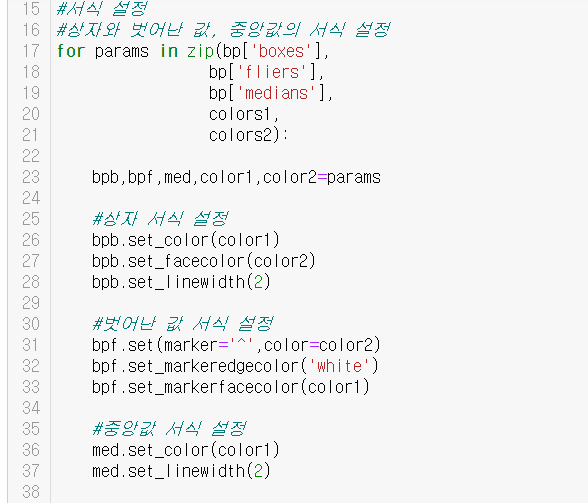 15 #서식 설정
16 #상자와 벗어난 값, 중앙값의 서식 설정
17 for params in zip(bp['boxes'],
18                  bp['fliers'],
19                  bp['medians'],
20                  colors1,
21                  colors2):
22
23     bpb,bpf,med,color1,color2=params
24
25     #상자 서식 설정
26     bpb.set_color(color1)
27     bpb.set_facecolor(color2)
28     bpb.set_linewidth(2)
29
30     #벗어난 값 서식 설정
31     bpf.set(marker='^',color=color2)
32     bpf.set_markeredgecolor('white')
33     bpf.set_markerfacecolor(color1)
34
35     #중앙값 서식 설정
36     med.set_color(color1)
37     med.set_linewidth(2)
38